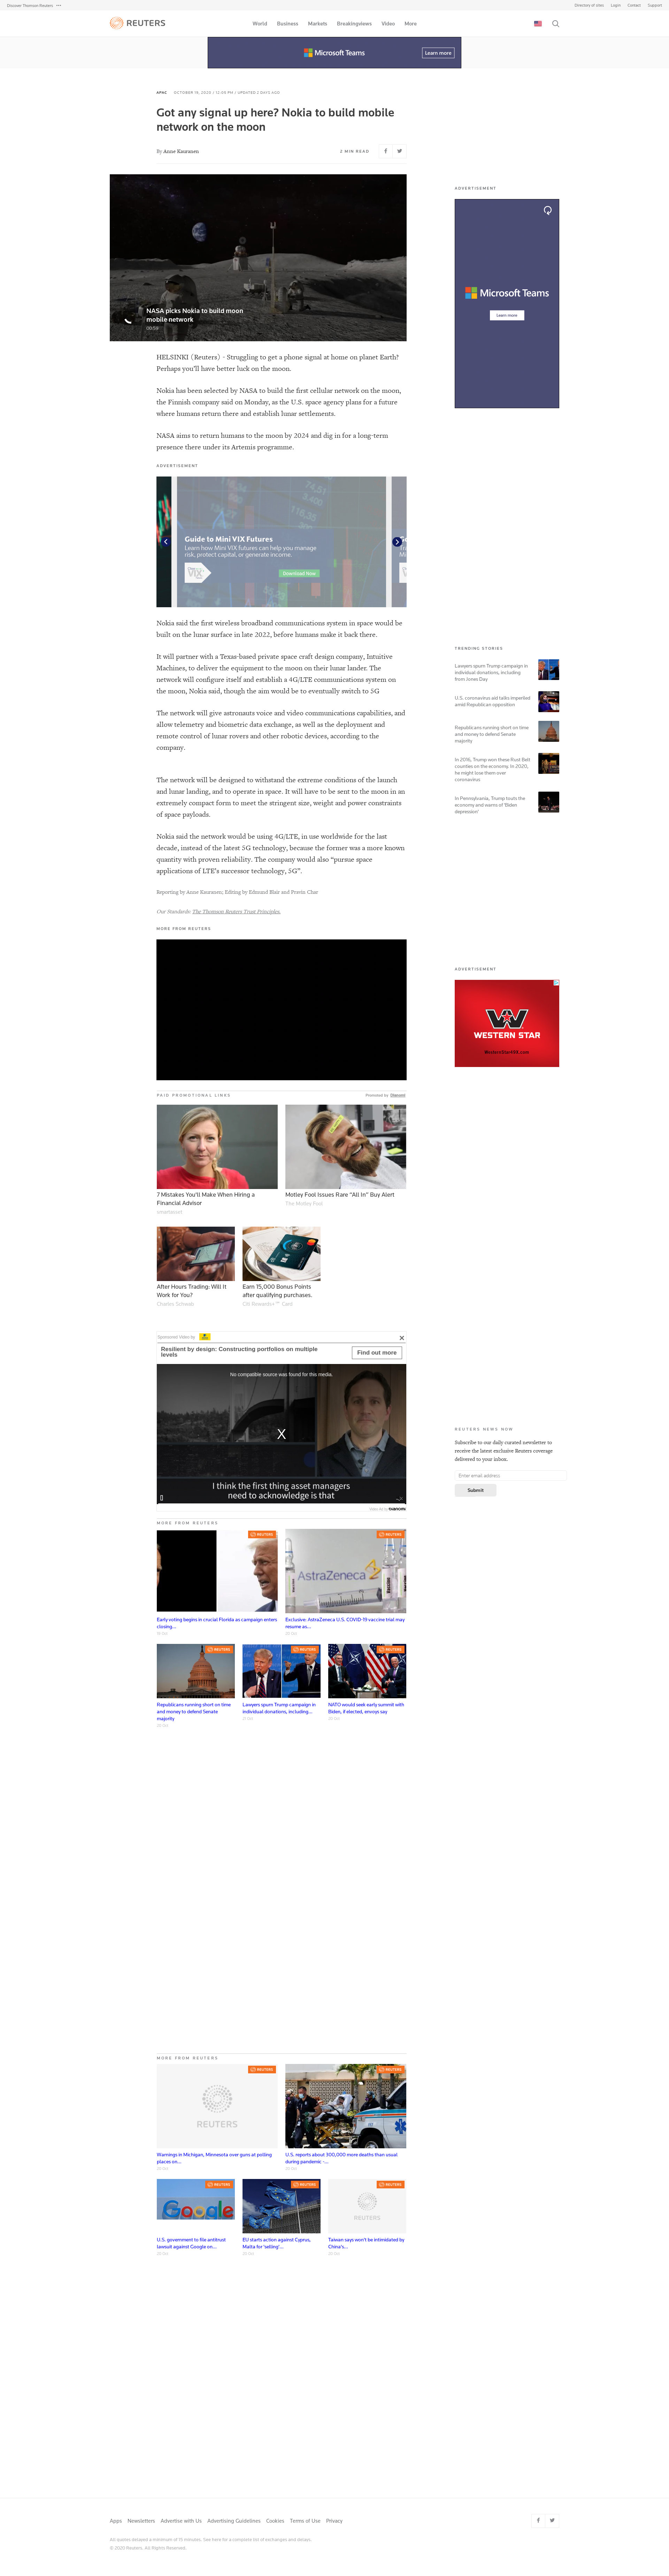 Discover Thomson Reuters
Directory of sites Login Contact Support
REUTERS World Business Markets Breakingviews Video More
Microsoft Teams Learn more
APAC OCTOBER 19, 2020 / 12:09 PM / UPDATED 2 DAYS AGO
Got any signal up here? Nokia to build mobile
network on the moon
By Anne Kauranen 2 MIN READ
NASA picks Nokia to build moon
mobile network
00:59
HELSINKI (Reuters) - Struggling to get a phone signal at home on planet Earth?
Perhaps you’ll have better luck on the moon.
Nokia has been selected by NASA to build the first cellular network on the moon,
the Finnish company said on Monday, as the U.S. space agency plans for a future
where humans return there and establish lunar settlements.
NASA aims to return humans to the moon by 2024 and dig in for a long-term
presence there under its Artemis programme.
ADVERTISEMENT
Guide to Mini VIX Futures
Learn how Mini VIX futures can help you manage
risk, protect capital, or generate income.
Download Now
Nokia said the first wireless broadband communications system in space would be
built on the lunar surface in late 2022, before humans make it back there.
It will partner with a Texas-based private space craft design company, Intuitive
Machines, to deliver the equipment to the moon on their lunar lander. The
network will configure itself and establish a 4G/LTE communications system on
the moon, Nokia said, though the aim would be to eventually switch to 5G
The network will give astronauts voice and video communications capabilities, and
allow telemetry and biometric data exchange, as well as the deployment and
remote control of lunar rovers and other robotic devices, according to the
company.
The network will be designed to withstand the extreme conditions of the launch
and lunar landing, and to operate in space. It will have to be sent to the moon in an
extremely compact form to meet the stringent size, weight and power constraints
of space payloads.
Nokia said the network would be using 4G/LTE, in use worldwide for the last
decade, instead of the latest 5G technology, because the former was a more known
quantity with proven reliability. The company would also “pursue space
applications of LTE’s successor technology, 5G”.
Reporting by Anne Kauranen; Editing by Edmund Blair and Pravin Char
Our Standards: The Thomson Reuters Trust Principles.
MORE FROM REUTERS
PAID PROMOTIONAL LINKS
Promoted by Dianomi
7 Mistakes You'll Make When Hiring a
Financial Advisor
smartasset
Motley Fool Issues Rare "All In" Buy Alert
The Motley Fool
After Hours Trading: Will It
Work for You?
Charles Schwab
Earn 15,000 Bonus Points
after qualifying purchases.
Citi Rewards+℠ Card
Sponsored Video by
Resilient by design: Constructing portfolios on multiple
levels
Find out more
No compatible source was found for this media.
X
I think the first thing asset managers
need to acknowledge is that
dianomi
MORE FROM REUTERS
REUTERS
REUTERS
AstraZeneca
Early voting begins in crucial Florida as campaign enters
closing...
Exclusive: AstraZeneca U.S. COVID-19 vaccine trial may
resume as...
REUTERS
REUTERS
REUTERS
Republicans running short on time
and money to defend Senate
majority
Lawyers spurn Trump campaign in
individual donations, including...
NATO would seek early summit with
Biden, if elected, envoys say
MORE FROM REUTERS
REUTERS
REUTERS
REUTERS
Warnings in Michigan, Minnesota over guns at polling
places on...
U.S. reports about 300,000 more deaths than usual
during pandemic -...
REUTERS
Google
REUTERS
REUTERS
REUTERS
U.S. government to file antitrust
lawsuit against Google on...
EU starts action against Cyprus,
Malta for 'selling'...
Taiwan says won't be intimidated by
China's...
ADVERTISEMENT
Microsoft Teams
Learn more
TRENDING STORIES
Lawyers spurn Trump campaign in
individual donations, including
from Jones Day
U.S. coronavirus aid talks imperiled
amid Republican opposition
Republicans running short on time
and money to defend Senate
majority
In 2016, Trump won these Rust Belt
counties on the economy. In 2020,
he might lose them over
coronavirus
In Pennsylvania, Trump touts the
economy and warns of 'Biden
depression'
ADVERTISEMENT
WESTERN STAR
WesternStar49X.com
REUTERS NEWS NOW
Subscribe to our daily curated newsletter to
receive the latest exclusive Reuters coverage
delivered to your inbox.
Enter email address
Submit
Apps Newsletters Advertise with Us Advertising Guidelines Cookies Terms of Use Privacy
All quotes delayed a minimum of 15 minutes. See here for a complete list of exchanges and delays.
© 2020 Reuters. All Rights Reserved.